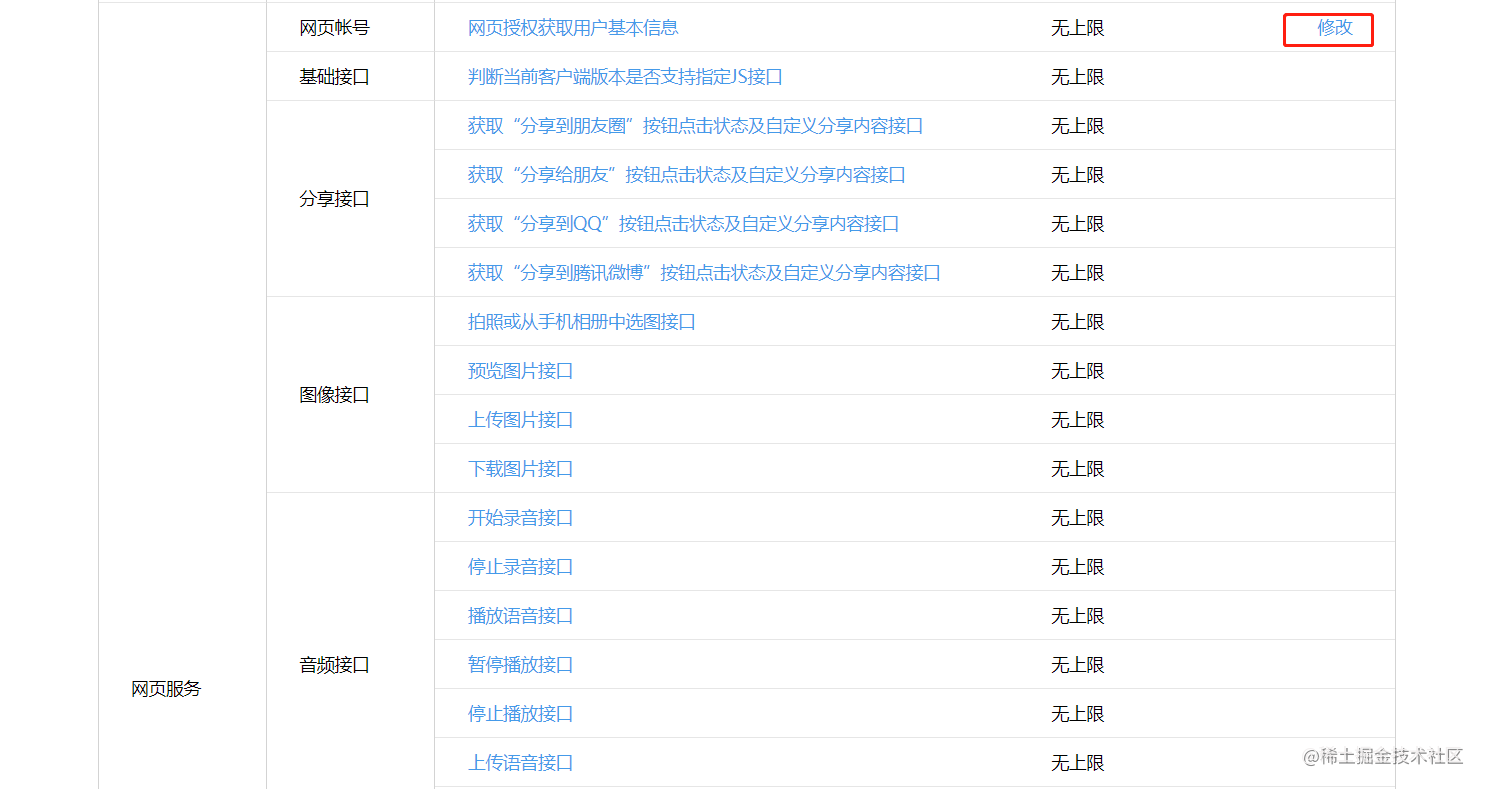 网页帐号 网页授权获取用户基本信息 无上限 修改
基础接口 判断当前客户端版本是否支持指定JS接口 无上限
获取“分享到朋友圈”按钮点击状态及自定义分享内容接口 无上限
获取“分享给朋友”按钮点击状态及自定义分享内容接口 无上限
分享接口
获取“分享到QQ”按钮点击状态及自定义分享内容接口 无上限
获取“分享到腾讯微博”按钮点击状态及自定义分享内容接口 无上限
拍照或从手机相册中选图接口 无上限
预览图片接口 无上限
图像接口
上传图片接口 无上限
下载图片接口 无上限
开始录音接口 无上限
停止录音接口 无上限
播放语音接口 无上限
音频接口 暂停播放接口 无上限
网页服务
停止播放接口 无上限
上传语音接口 无上限
@稀土掘金技术社区